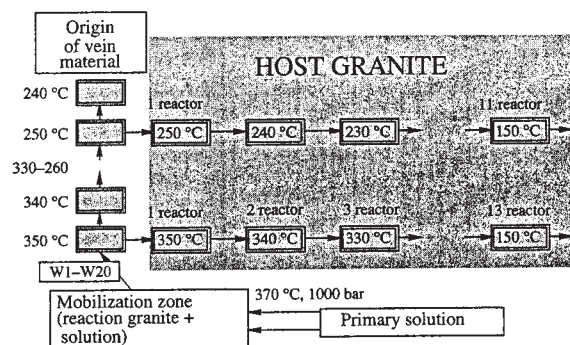 Origin
of vein
material
HOST GRANITE
240 °C
1 reactor
11 reactor
250 °C
250 °C
240 °C
230 °C
150 °C
330–260
340 °C
1 reactor
2 reactor
3 reactor
13 reactor
350 °C
350 °C
340 °C
330 °C
150 °C
W1–W20
Mobilization zone
(reaction granite +
solution)
370 °C, 1000 bar
Primary solution